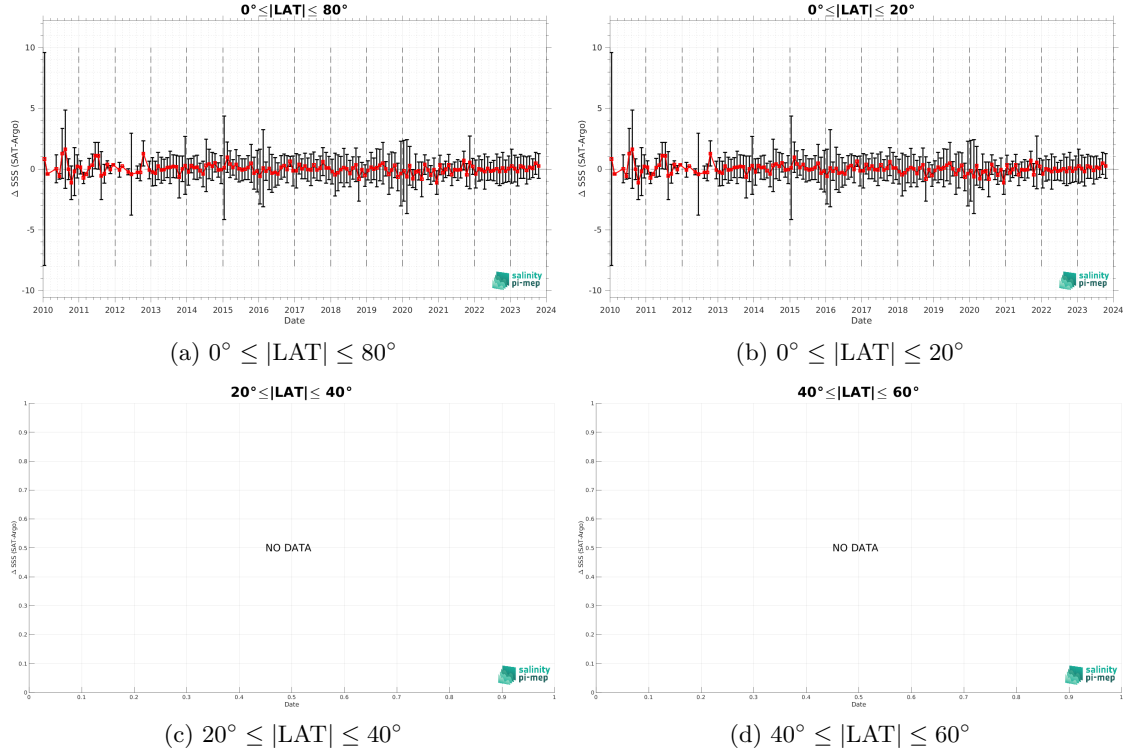 0°≤|LAT|≤ 80°
Δ SSS (SAT-Argo)
10
5
0
-5
-10
2010 2011 2012 2013 2014 2015 2016 2017 2018 2019 2020 2021 2022 2023 2024
Date
salinity
pi-mep
(a) 0° ≤ |LAT| ≤ 80°
0°≤|LAT|≤ 20°
Δ SSS (SAT-Argo)
10
5
0
-5
-10
2010 2011 2012 2013 2014 2015 2016 2017 2018 2019 2020 2021 2022 2023 2024
Date
salinity
pi-mep
(b) 0° ≤ |LAT| ≤ 20°
20°≤|LAT|≤ 40°
Δ SSS (SAT-Argo)
1
0.9
0.8
0.7
0.6
0.5
0.4
0.3
0.2
0.1
0
NO DATA
0 0.1 0.2 0.3 0.4 0.5 0.6 0.7 0.8 0.9 1
Date
salinity
pi-mep
(c) 20° ≤ |LAT| ≤ 40°
40°≤|LAT|≤ 60°
Δ SSS (SAT-Argo)
1
0.9
0.8
0.7
0.6
0.5
0.4
0.3
0.2
0.1
0
NO DATA
0 0.1 0.2 0.3 0.4 0.5 0.6 0.7 0.8 0.9 1
Date
salinity
pi-mep
(d) 40° ≤ |LAT| ≤ 60°